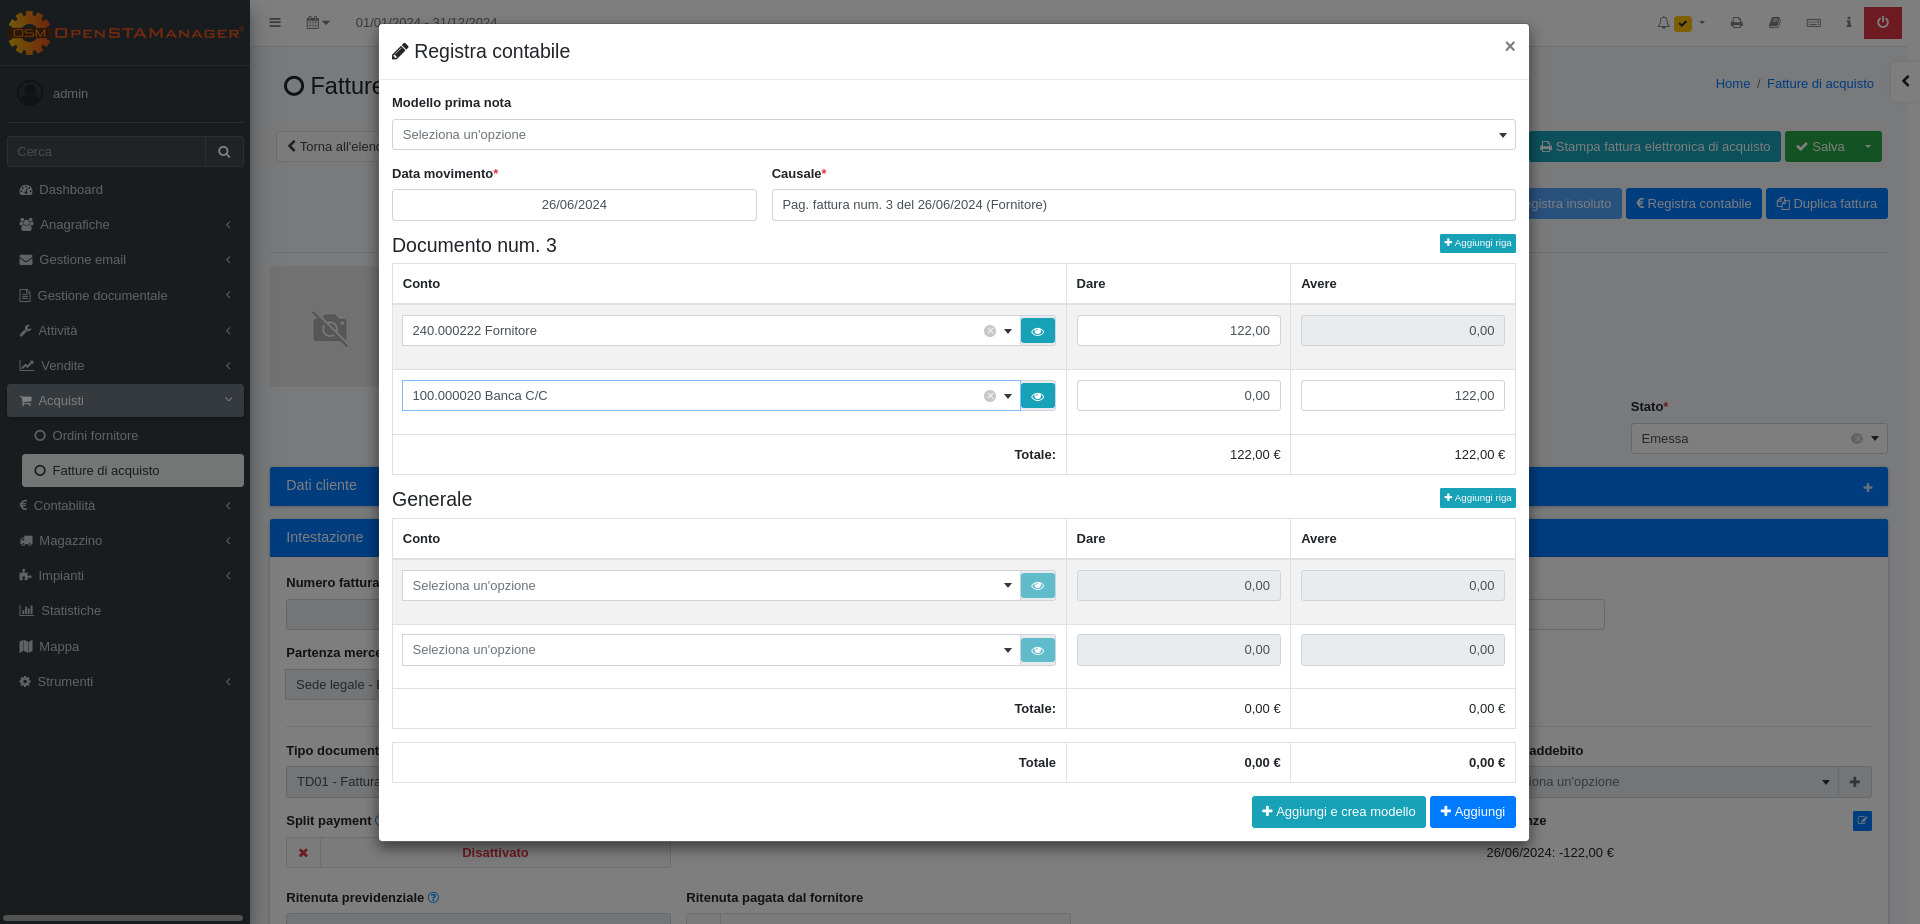 OpenSTAManager
OSM
01/01/2024 - 31/12/2024
admin
Cerca
Dashboard
Anagrafiche
Gestione email
Gestione documentale
Attività
Vendite
Acquisti
Ordini fornitore
Fatture di acquisto
Contabilità
Magazzino
Impianti
Statistiche
Mappa
Strumenti
Fatture
Home / Fatture di acquisto
Torna all'elenc
Stampa fattura elettronica di acquisto
Salva
egistra insoluto
€ Registra contabile
Duplica fattura
Stato*
Emessa
Dati cliente
Intestazione
Numero fattura
Partenza merce
Sede legale -
Tipo document
TD01 - Fattura
addebito
iona un'opzione
Split payment
Disattivato
nze
26/06/2024: -122,00 €
Ritenuta previdenziale
Ritenuta pagata dal fornitore
Registra contabile
×
Modello prima nota
Seleziona un'opzione
Data movimento*
Causale*
26/06/2024
Pag. fattura num. 3 del 26/06/2024 (Fornitore)
Documento num. 3
Aggiungi riga
Conto Dare Avere
240.000222 Fornitore 122,00 0,00
100.000020 Banca C/C 0,00 122,00
Totale: 122,00 € 122,00 €
Generale
Aggiungi riga
Conto Dare Avere
Seleziona un'opzione 0,00 0,00
Seleziona un'opzione 0,00 0,00
Totale: 0,00 € 0,00 €
Totale 0,00 € 0,00 €
Aggiungi e crea modello
Aggiungi